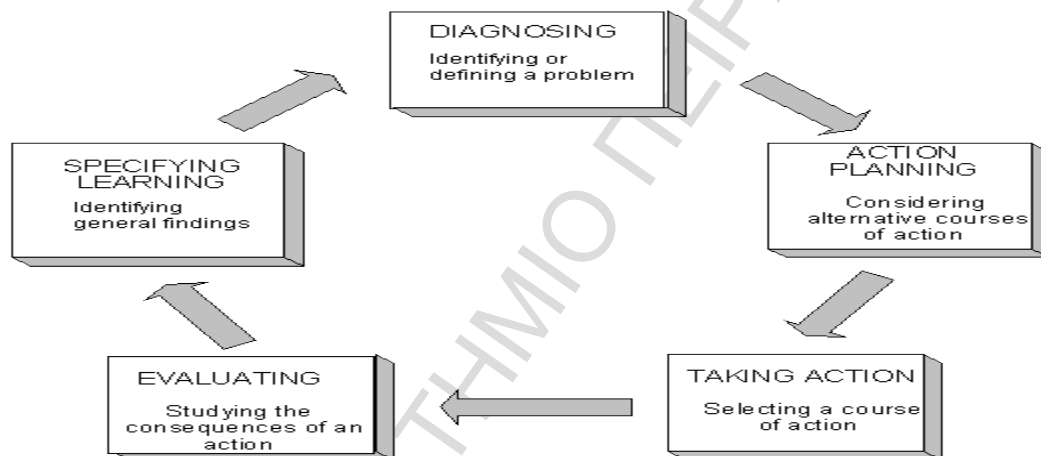 DIAGNOSING
Identifying or
defining a problem
ACTION
PLANNING
Considering
alternative courses
of action
TAKING ACTION
Selecting a course
of action
EVALUATING
Studying the
consequences of an
action
SPECIFYING
LEARNING
Identifying
general findings